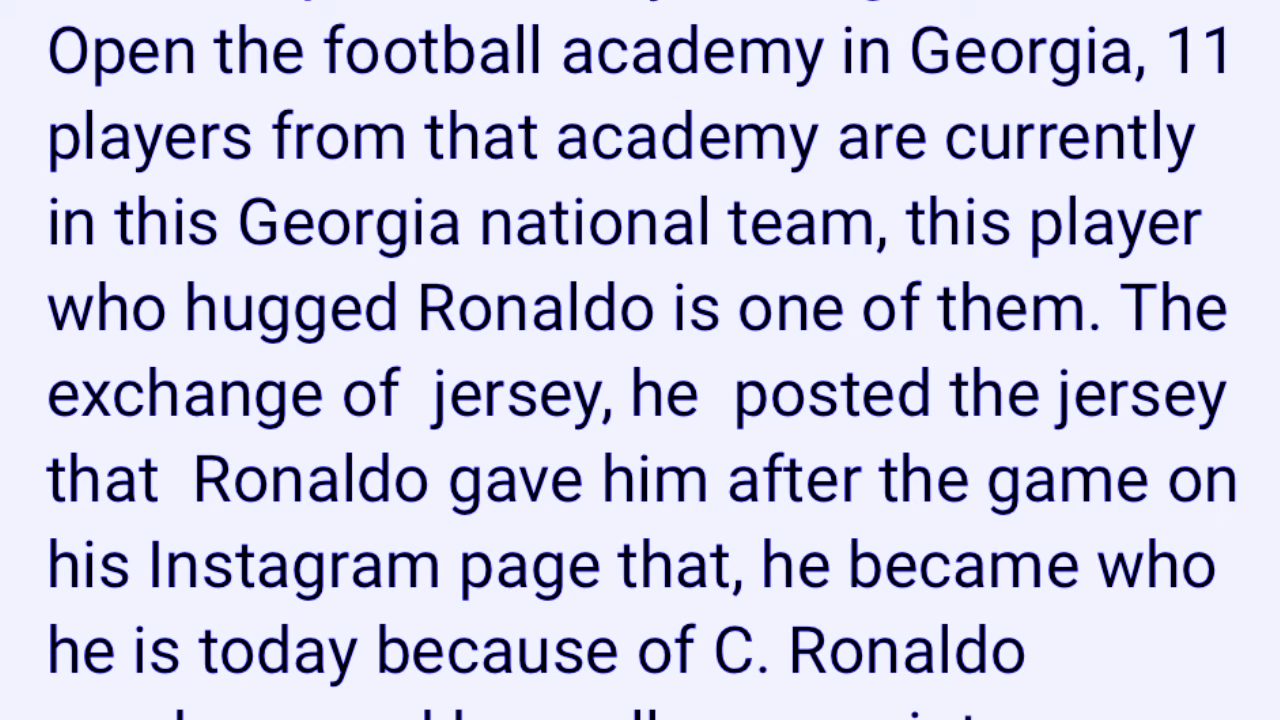 Open the football academy in Georgia, 11
players from that academy are currently
in this Georgia national team, this player
who hugged Ronaldo is one of them. The
exchange of  jersey, he  posted the jersey
that  Ronaldo gave him after the game on
his Instagram page that, he became who
he is today because of C. Ronaldo